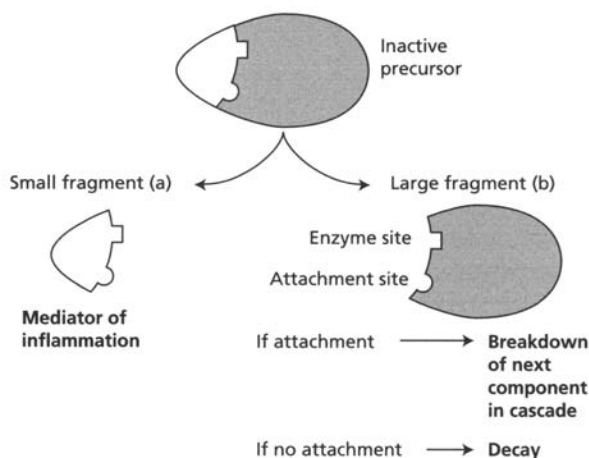 Inactive
precursor
Small fragment (a)
Large fragment (b)
Enzyme site
Attachment site
Mediator of
inflammation
If attachment
Breakdown
of next
component
in cascade
If no attachment
Decay